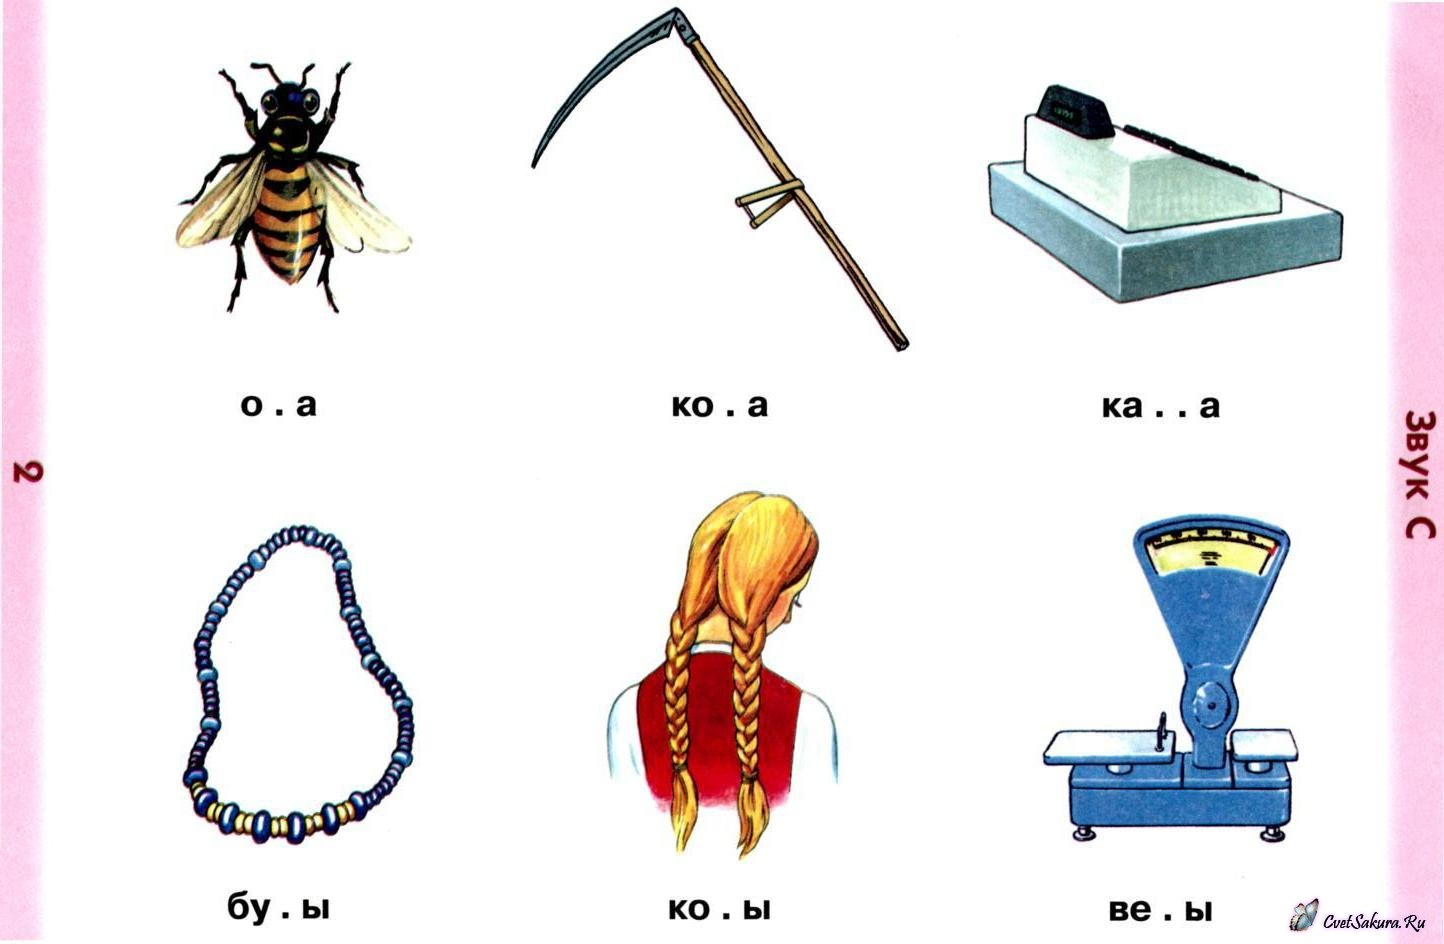 о . а
ко . а
ка . . а
2
Звук С
бу . ы
ко . ы
ве . ы
CvetSakura.Ru